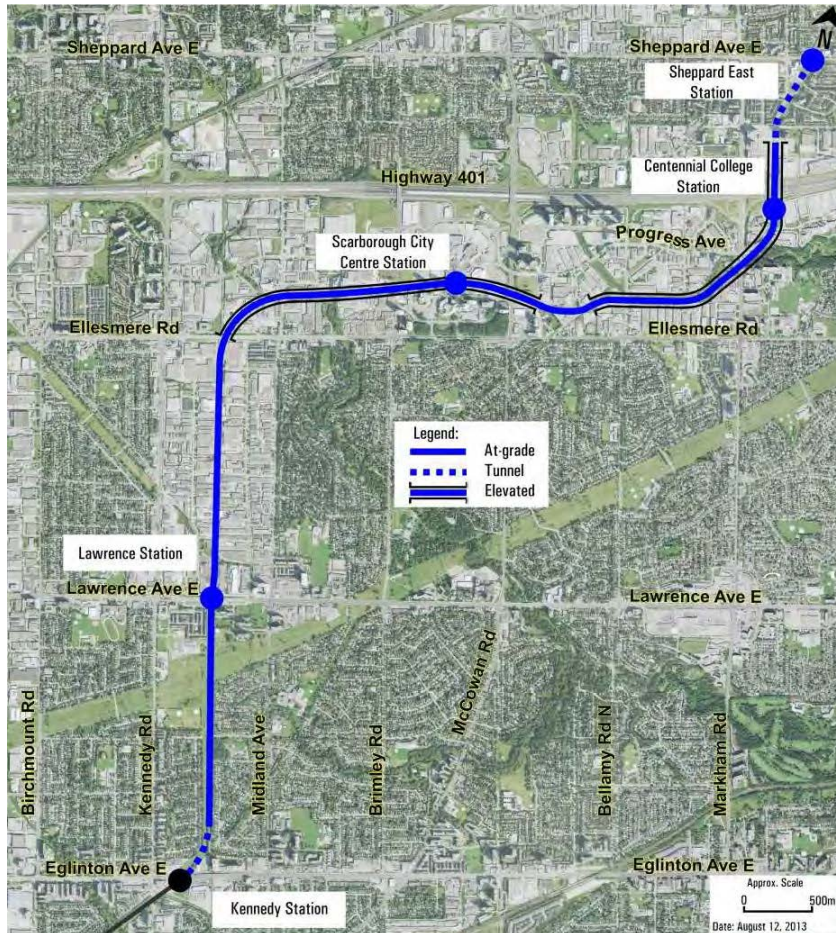 Sheppard Ave E
Sheppard Ave E
N
Sheppard East
Station
Highway 401
Centennial College
Station
Progress Ave
Scarborough City
Centre Station
Ellesmere Rd
Ellesmere Rd
Legend:
At-grade
Tunnel
Elevated
Lawrence Station
Lawrence Ave E
Lawrence Ave E
Birchmount Rd
Kennedy Rd
Midland Ave
Brimley Rd
McCowan Rd
Bellamy Rd N
Markham Rd
Eglinton Ave E
Eglinton Ave E
Kennedy Station
Approx. Scale
0 500m
Date: August 12, 2013